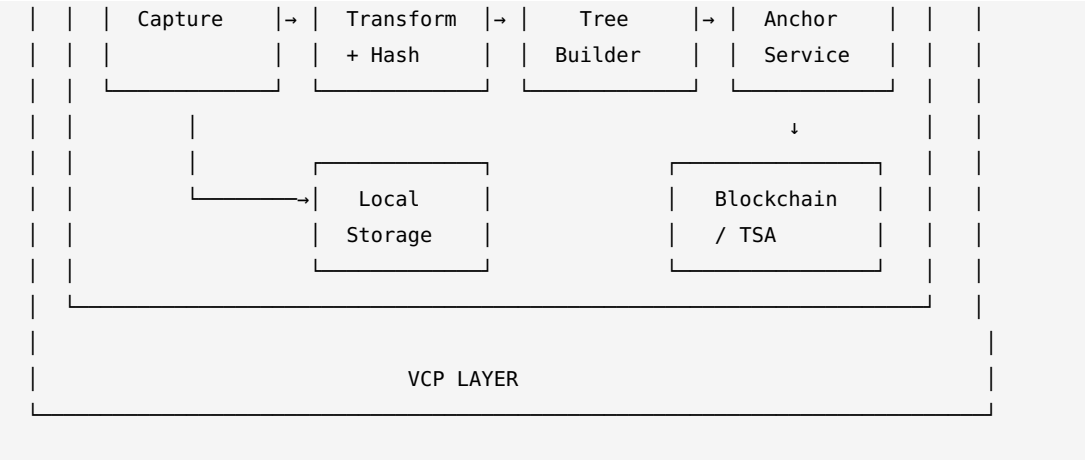 Capture → Transform → Tree → Anchor
+ Hash Builder Service
↓
→ Local Blockchain
Storage / TSA
VCP LAYER